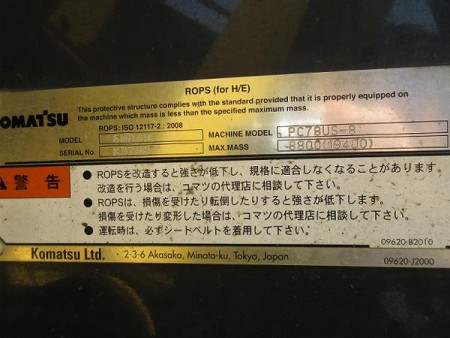 ROPS (for H/E)
This protective structure complies with the standard provided that it is properly equipped on
the machine which mass is less than the specified maximum mass.
KOMATSU
ROPS: ISO 12117-2 : 2008
MODEL
MACHINE MODEL PC78US-8
SERIAL No.
MAX.MASS
警告
● ROPSを改造すると強さが低下し、規格に適合しなくなることがあります。
改造を行う場合は、コマツの代理店に相談して下さい。
● ROPSは、損傷を受けたり転倒したりすると強さが低下します。
損傷を受けたり変形した場合は、コマツの代理店に相談して下さい。
● 運転時は、必ずシートベルトを着用して下さい。
09620-B2010
Komatsu Ltd. 2-3-6 Akasaka, Minato-ku, Tokyo, Japan
09620-J2000